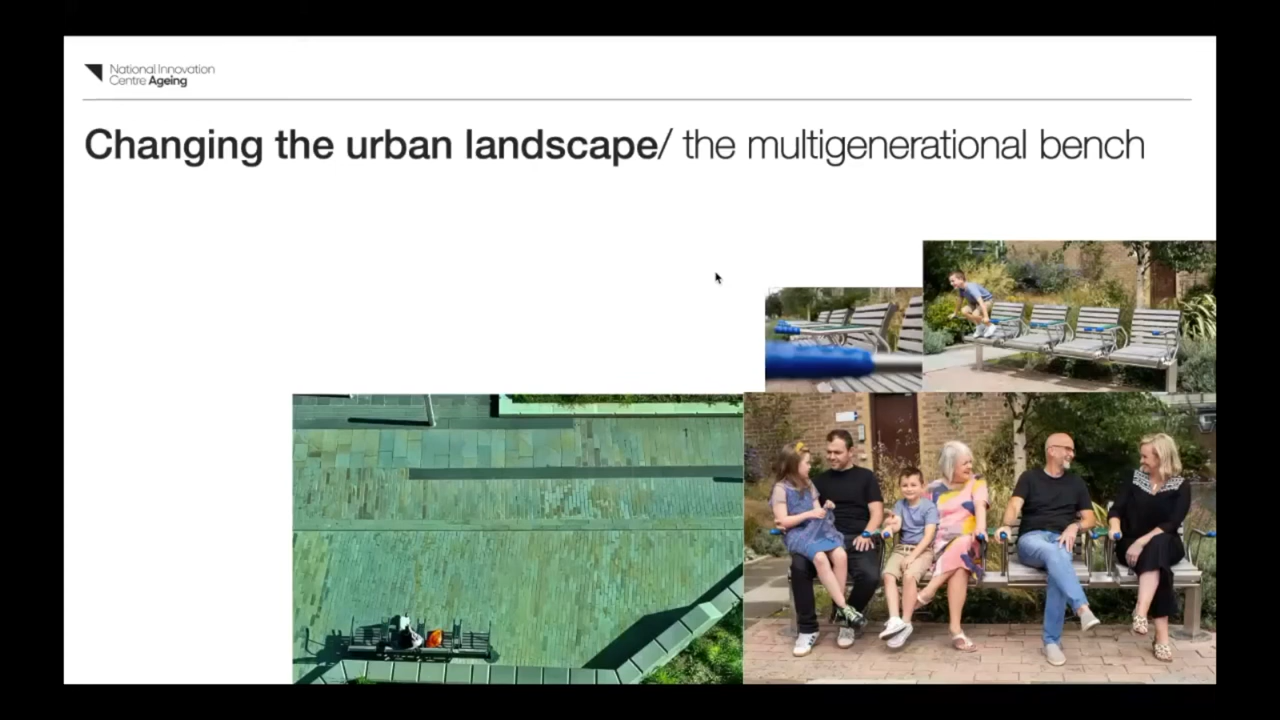 National Innovation
Centre Ageing
Changing the urban landscape/ the multigenerational bench